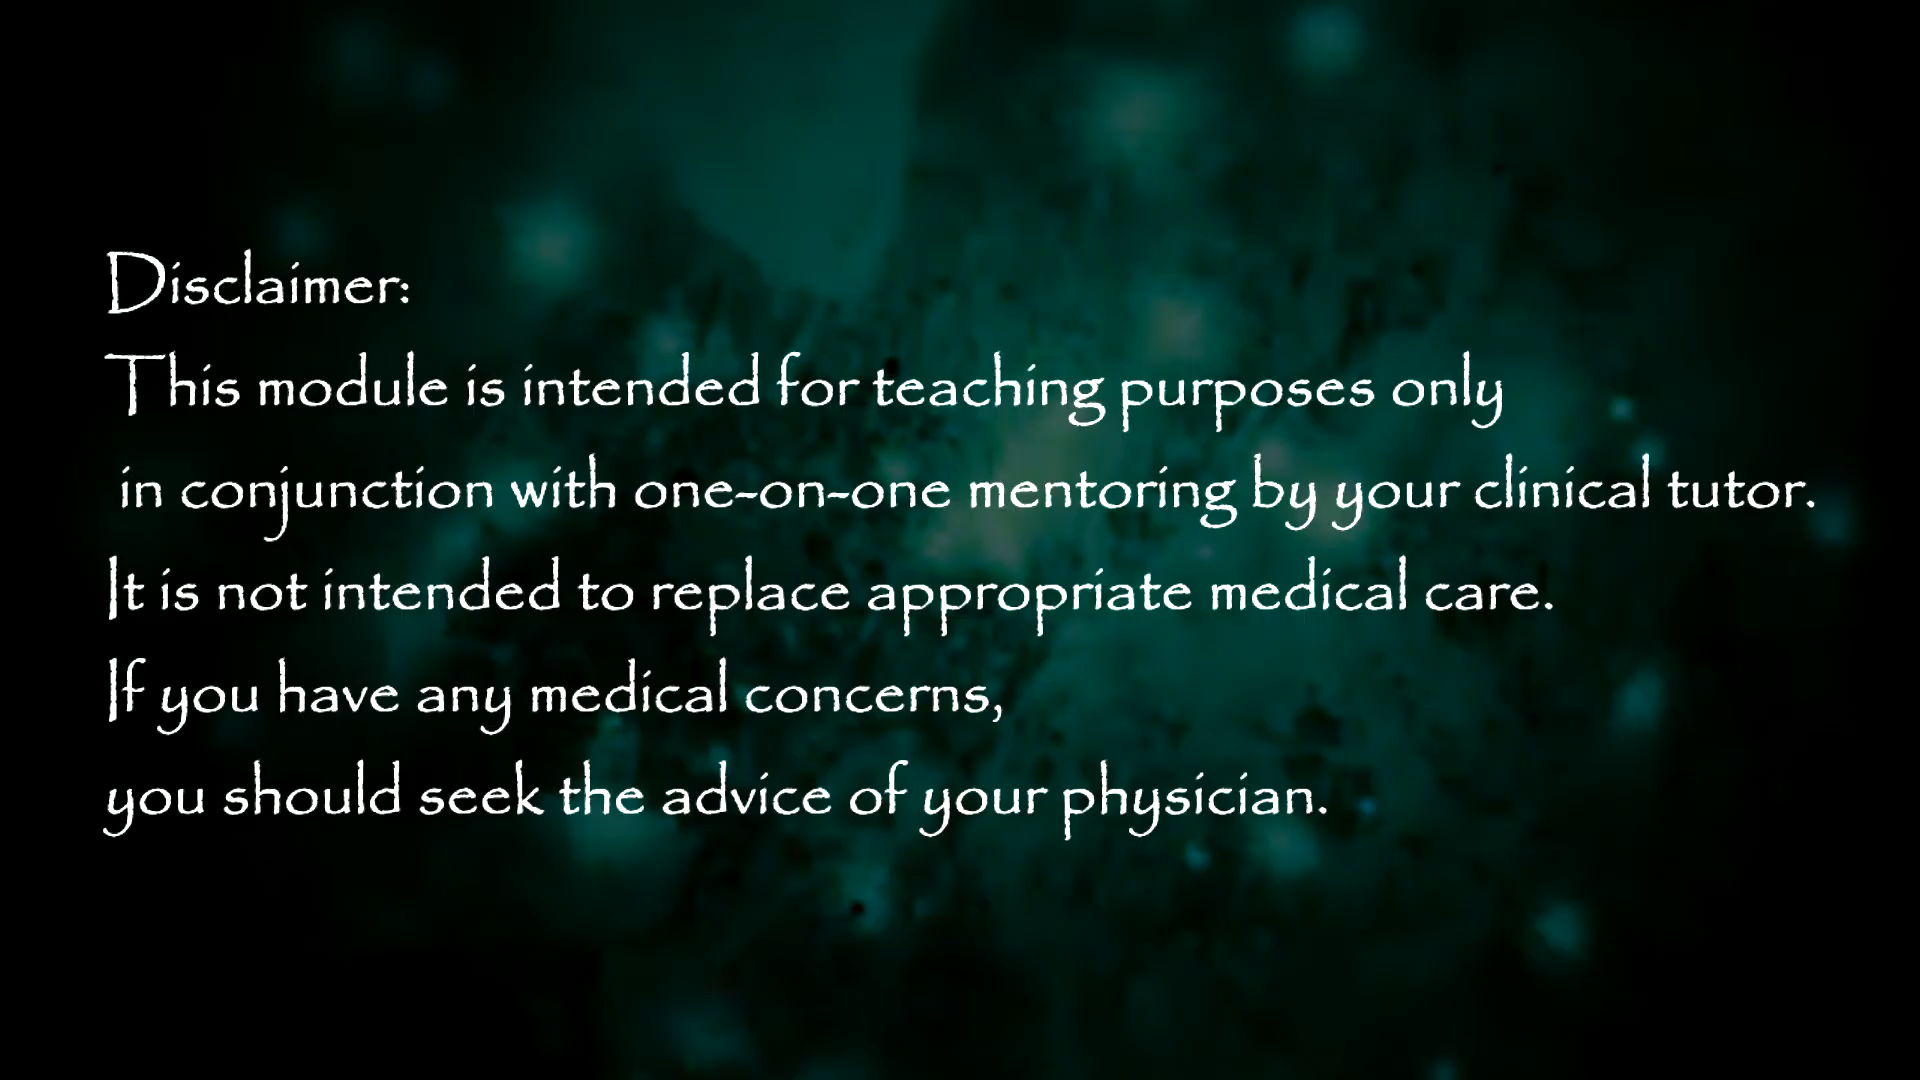 Disclaimer:
This module is intended for teaching purposes only
in conjunction with one-on-one mentoring by your clinical tutor.
It is not intended to replace appropriate medical care.
If you have any medical concerns,
you should seek the advice of your physician.